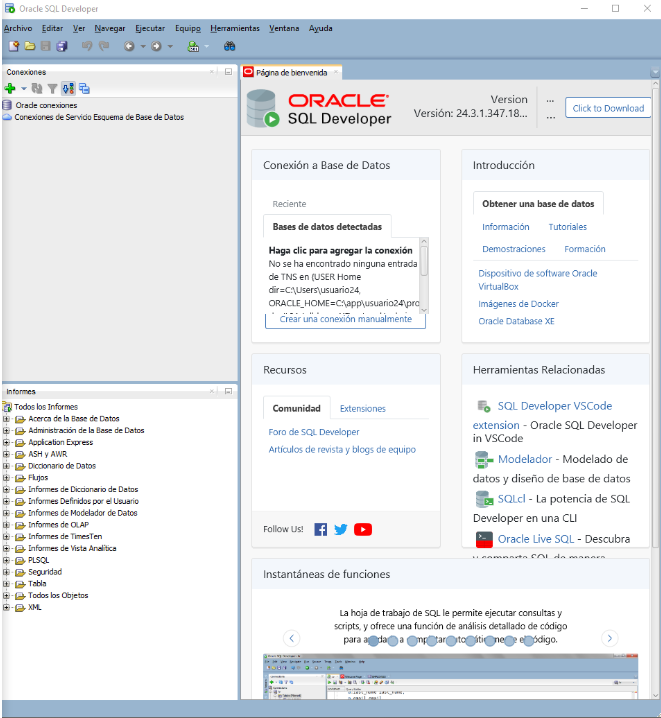 Oracle SQL Developer
Archivo Editar Ver Navegar Ejecutar Equipo Herramientas Ventana Ayuda
Conexiones
Oracle conexiones
Conexiones de Servicio Esquema de Base de Datos
Informes
Todos los Informes
Acerca de la Base de Datos
Administración de la Base de Datos
Application Express
ASH y AWR
Diccionario de Datos
Flujos
Informes de Diccionario de Datos
Informes Definidos por el Usuario
Informes de Modelador de Datos
Informes de OLAP
Informes de TimesTen
Informes de Vista Analítica
PLSQL
Seguridad
Tabla
Todos los Objetos
XML
Página de bienvenida
ORACLE
SQL Developer
Version
Versión: 24.3.1.347.18...
...
...
Click to Download
Conexión a Base de Datos
Reciente
Bases de datos detectadas
Haga clic para agregar la conexión
No se ha encontrado ninguna entrada
de TNS en (USER Home
dir=C:\Users\usuario24,
ORACLE_HOME=C:\app\usuario24\pro
Crear una conexión manualmente
Introducción
Obtener una base de datos
Información Tutoriales
Demostraciones Formación
Dispositivo de software Oracle
VirtualBox
Imágenes de Docker
Oracle Database XE
Recursos
Comunidad Extensiones
Foro de SQL Developer
Artículos de revista y blogs de equipo
Follow Us!
Herramientas Relacionadas
SQL Developer VSCode
extension - Oracle SQL Developer
in VSCode
Modelador - Modelado de
datos y diseño de base de datos
SQLcl - La potencia de SQL
Developer en una CLI
Oracle Live SQL - Descubra
y comparta SQL de manera
Instantáneas de funciones
La hoja de trabajo de SQL le permite ejecutar consultas y
scripts, y ofrece una función de análisis detallado de código
para ayudarle a completar automáticamente el código.